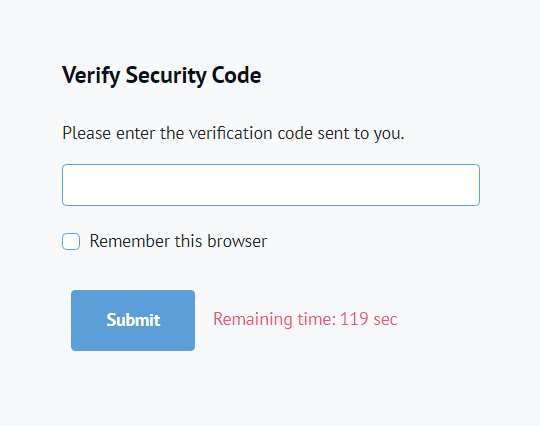 Verify Security Code
Please enter the verification code sent to you.
Remember this browser
Submit
Remaining time: 119 sec